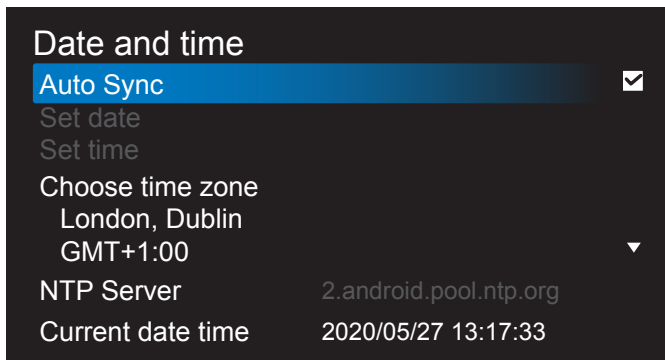 Date and time
Auto Sync
Set date
Set time
Choose time zone
London, Dublin
GMT+1:00
NTP Server 2.android.pool.ntp.org
Current date time 2020/05/27 13:17:33